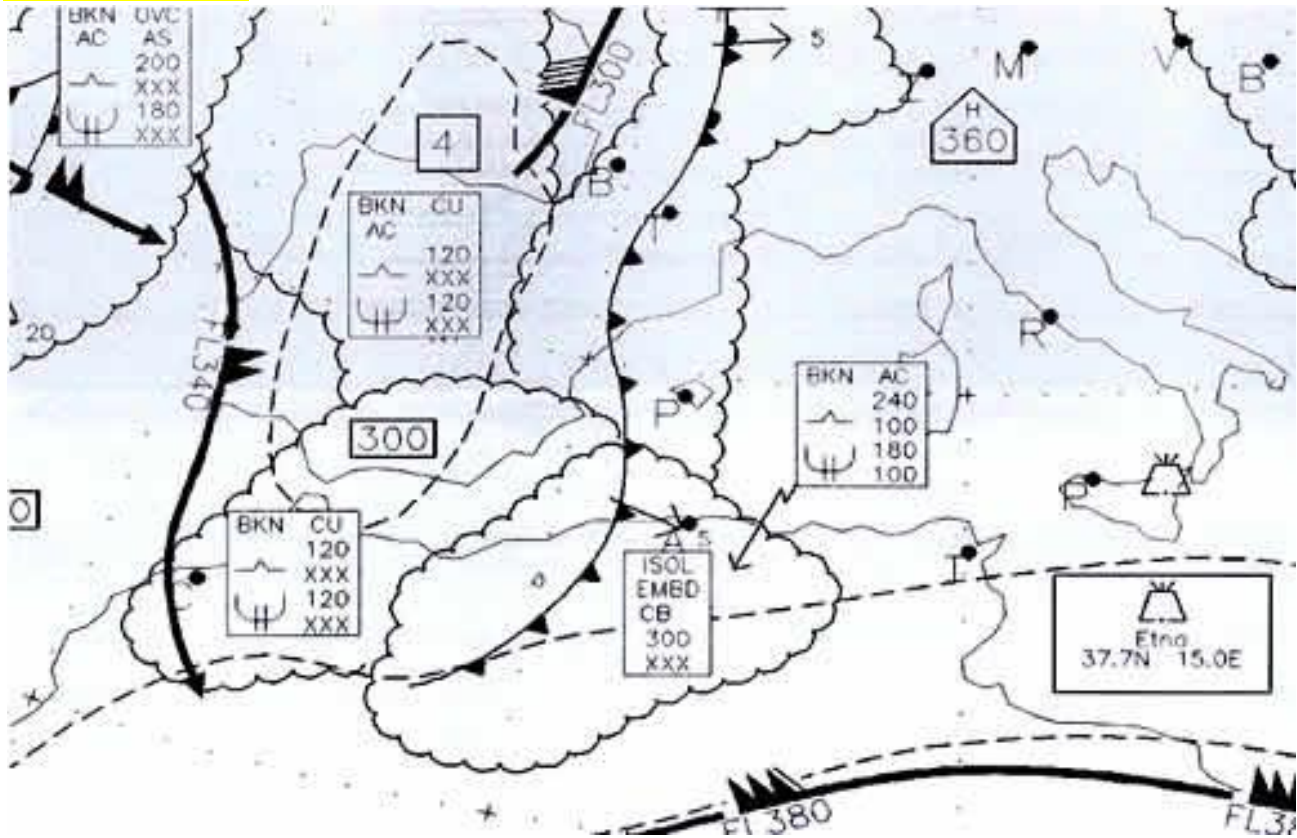 BKN OVC
AC AS
200
XXX
180
XXX
5
M
V
B
H
360
FL300
4
B
BKN CU
AC
120
XXX
120
XXX
T
20
FL340
R
BKN AC
240
100
180
100
P
300
P
0
BKN CU
120
XXX
120
XXX
C
A
5
ISOL
EMBD
CB
300
XXX
T
Etna
37.7N 15.0E
FL380
FL38